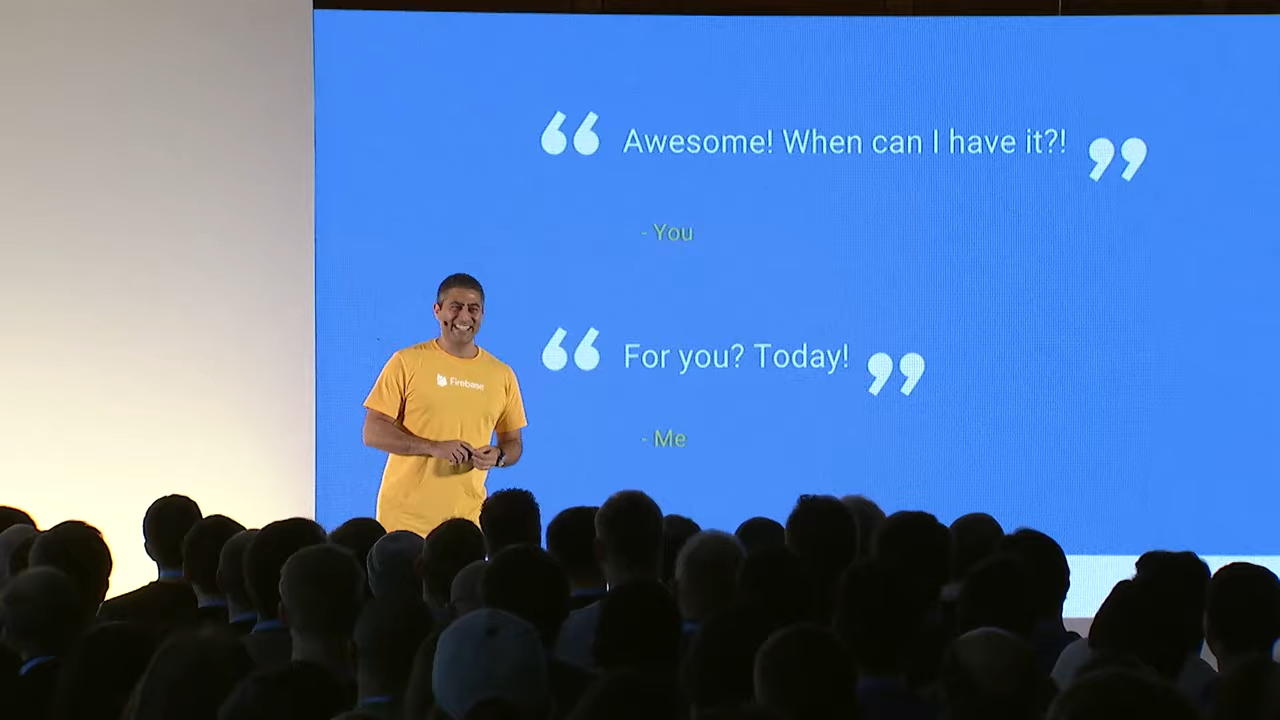 “ Awesome! When can I have it?! ”
- You
“ For you? Today! ”
- Me
Firebase